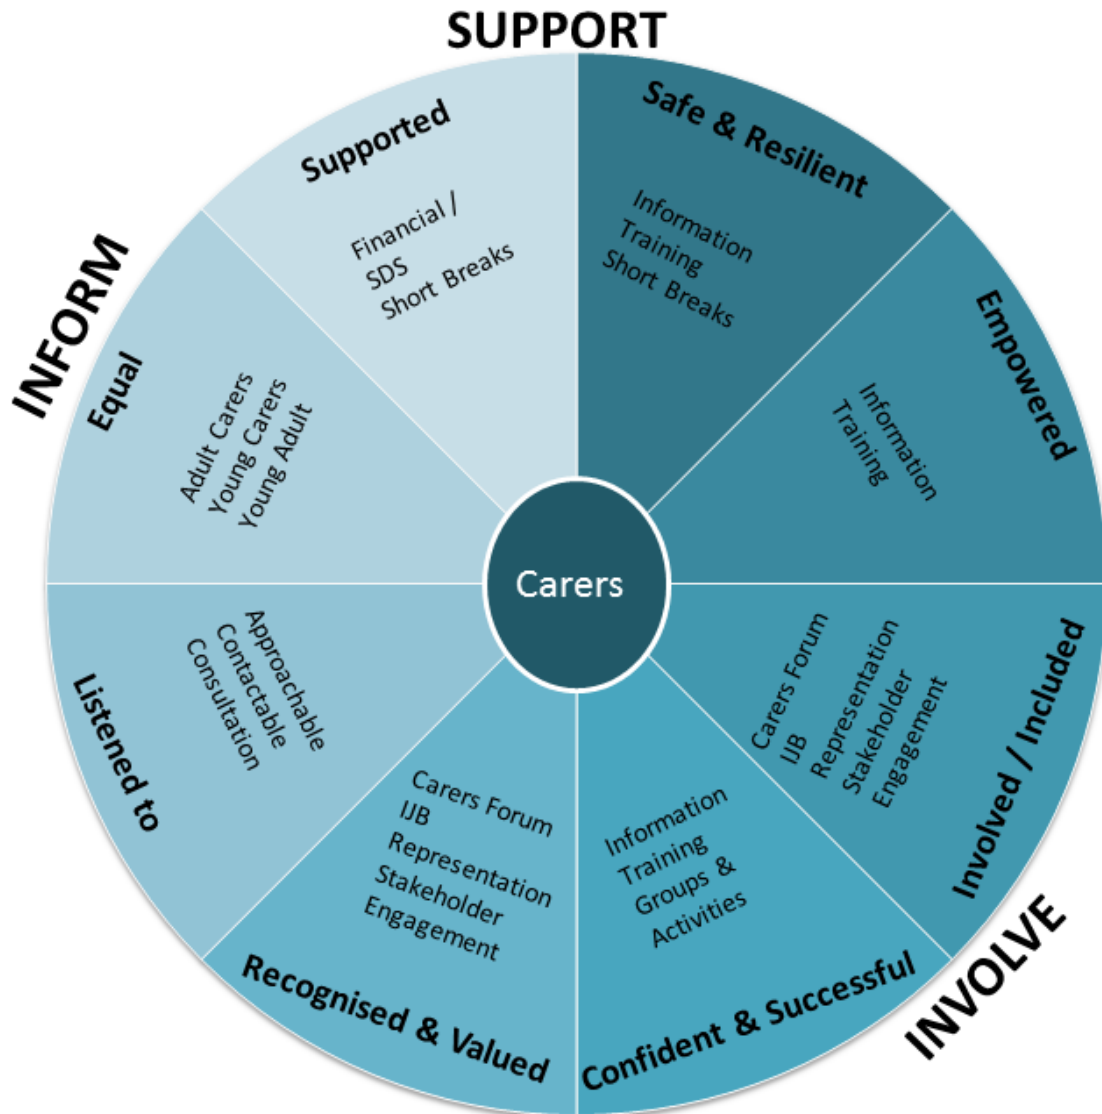 SUPPORT
Safe & Resilient
Information
Training
Short Breaks
Empowered
Information
Training
Involved / Included
Carers Forum
IJB
Representation
Stakeholder
Engagement
INVOLVE
Confident & Successful
Information
Training
Groups &
Activities
Recognised & Valued
Carers Forum
IJB
Representation
Stakeholder
Engagement
Listened to
Approachable
Contactable
Consultation
INFORM
Equal
Adult Carers
Young Carers
Young Adult
Supported
Financial /
SDS
Short Breaks
Carers